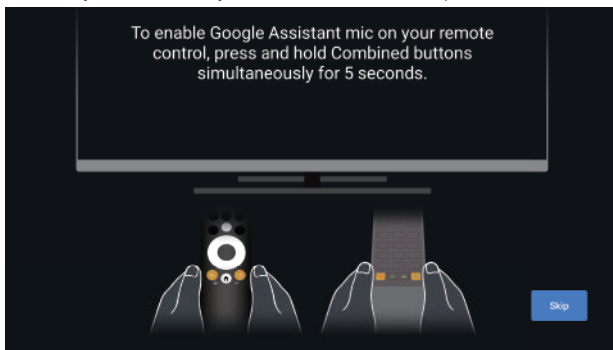 To enable Google Assistant mic on your remote
control, press and hold Combined buttons
simultaneously for 5 seconds.
Skip